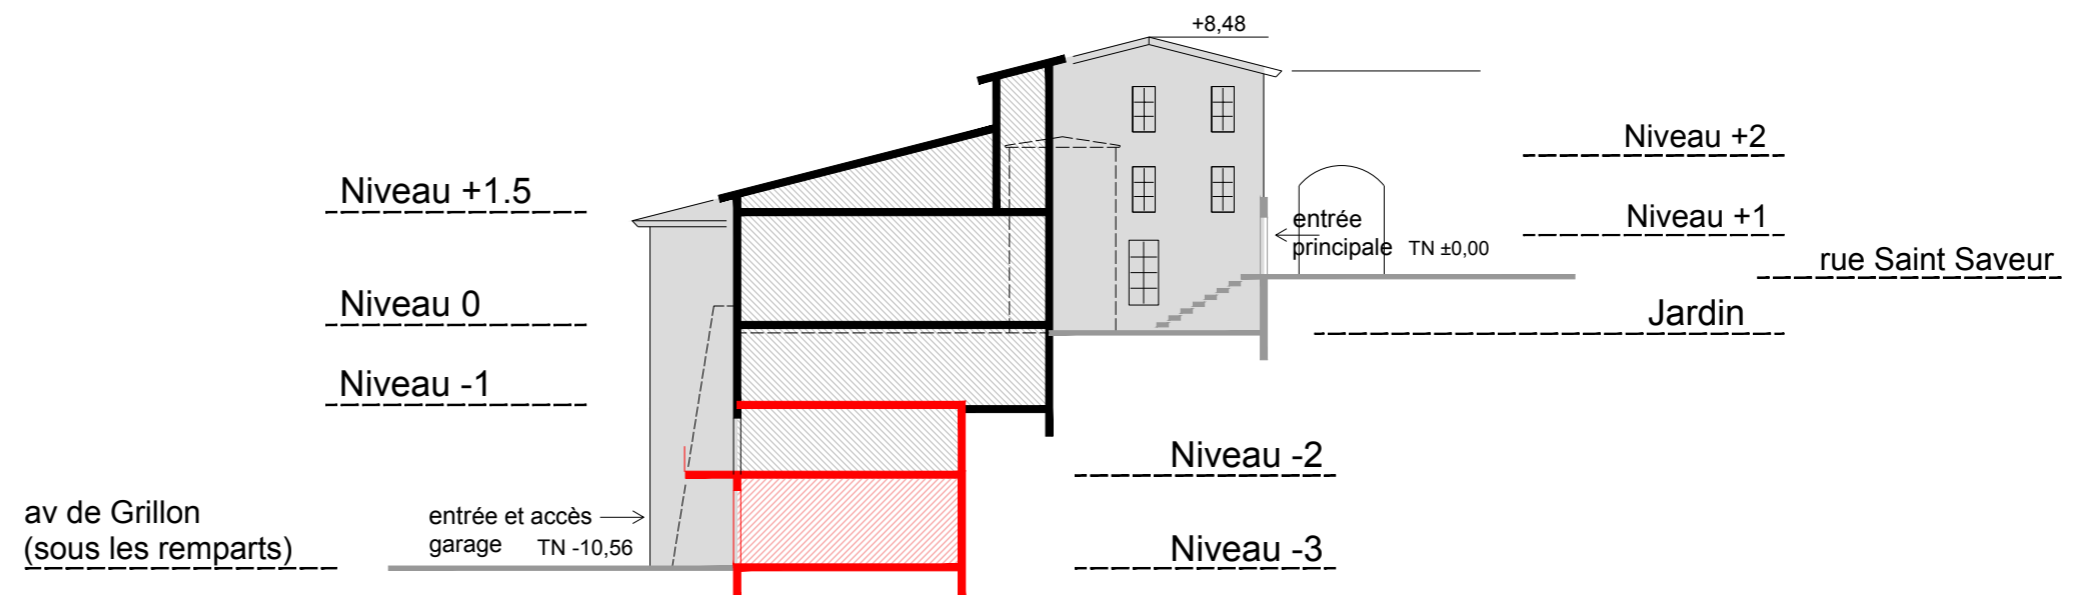 +8,48
Niveau +2
Niveau +1.5
Niveau +1
entrée
principale TN ±0,00
rue Saint Saveur
Niveau 0
Jardin
Niveau -1
Niveau -2
av de Grillon
(sous les remparts)
entrée et accès
garage TN -10,56
Niveau -3